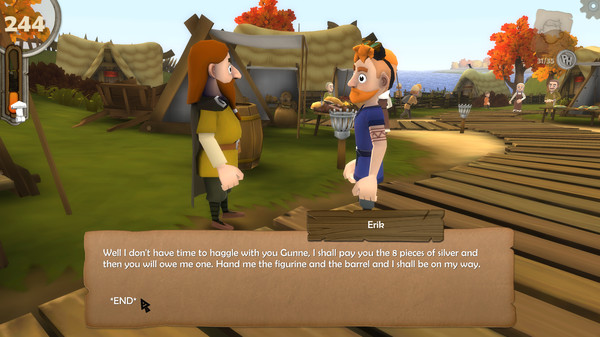 244
31/35
Erik
Well I don't have time to haggle with you Gunne, I shall pay you the 8 pieces of silver and
then you will owe me one. Hand me the figurine and the barrel and I shall be on my way.
*END*